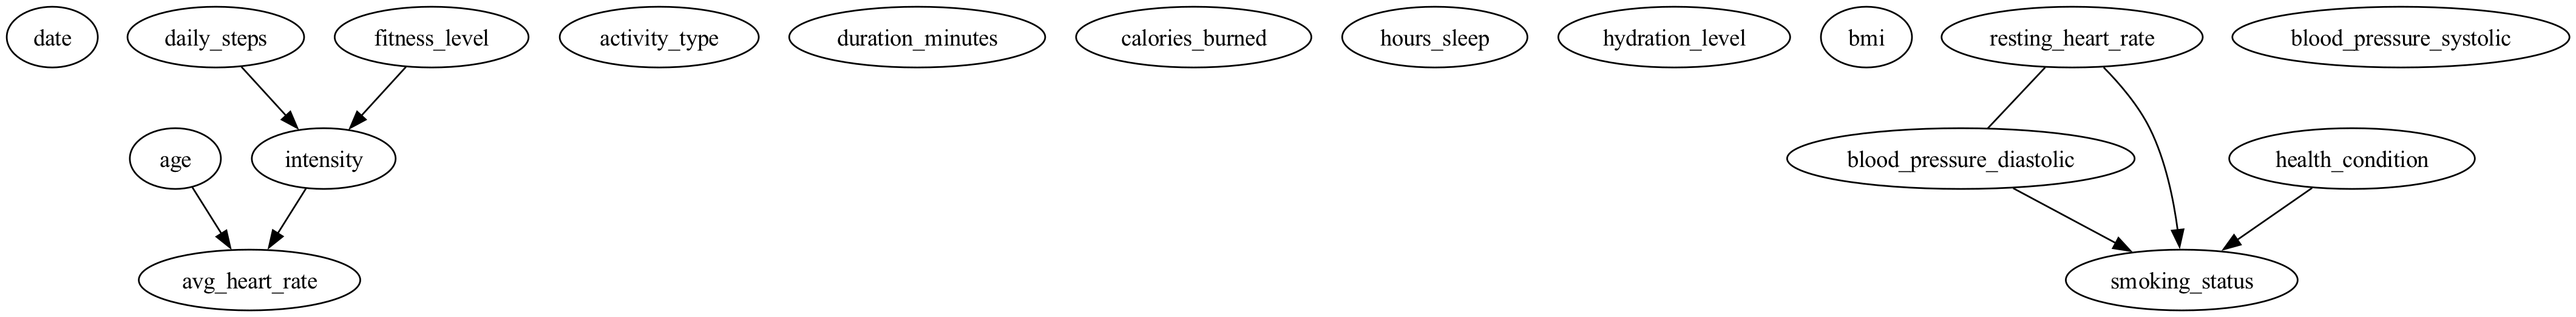 date
daily_steps
fitness_level
activity_type
duration_minutes
calories_burned
hours_sleep
hydration_level
bmi
resting_heart_rate
blood_pressure_systolic
age
intensity
blood_pressure_diastolic
health_condition
avg_heart_rate
smoking_status